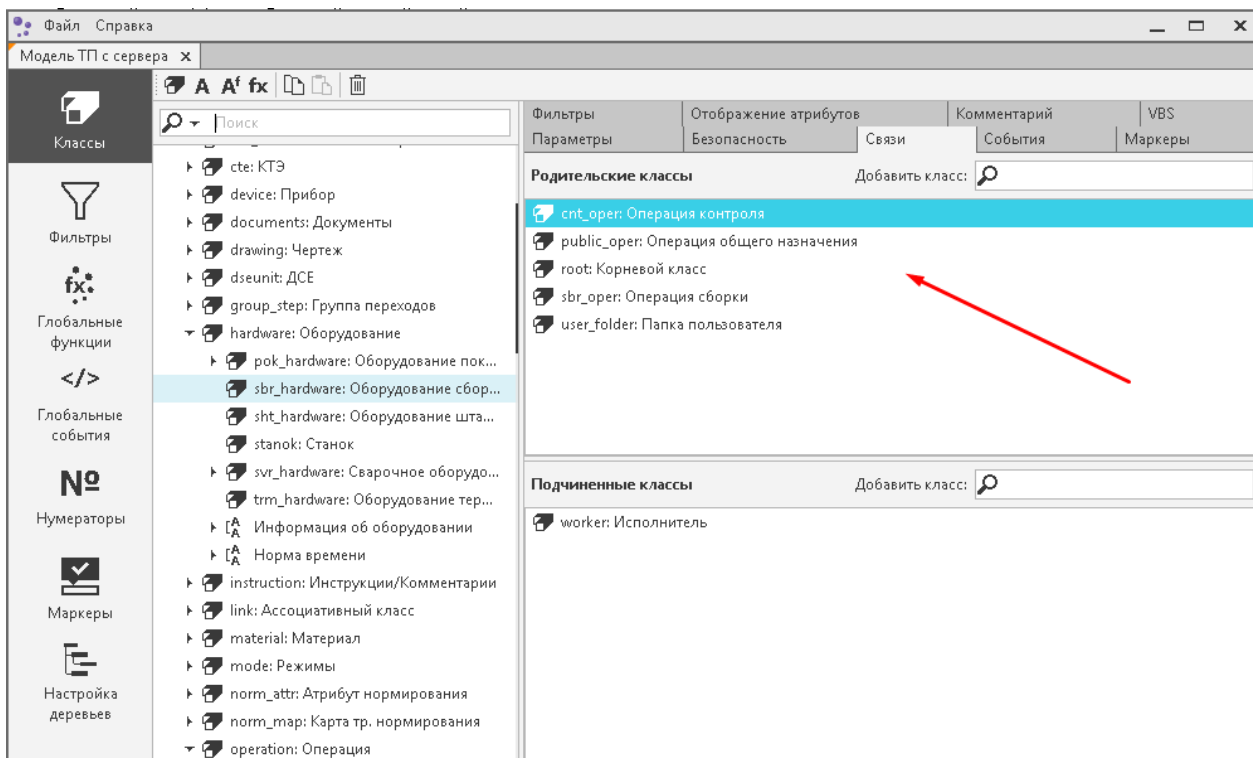 Файл Справка
Модель ТП с сервера x
A Aᶠ fx
Классы
Фильтры
fx
Глобальные
функции
</>
Глобальные
события
№
Нумераторы
Маркеры
Настройка
деревьев
Поиск
cte: КТЭ
device: Прибор
documents: Документы
drawing: Чертеж
dseunit: ДСЕ
group_step: Группа переходов
hardware: Оборудование
pok_hardware: Оборудование пок...
sbr_hardware: Оборудование сбор...
sht_hardware: Оборудование шта...
stanok: Станок
svr_hardware: Сварочное оборудо...
trm_hardware: Оборудование тер...
Информация об оборудовании
Норма времени
instruction: Инструкции/Комментарии
link: Ассоциативный класс
material: Материал
mode: Режимы
norm_attr: Атрибут нормирования
norm_map: Карта тр. нормирования
operation: Операция
Фильтры Отображение атрибутов Комментарий VBS
Параметры Безопасность Связи События Маркеры
Родительские классы Добавить класс:
cnt_oper: Операция контроля
public_oper: Операция общего назначения
root: Корневой класс
sbr_oper: Операция сборки
user_folder: Папка пользователя
Подчиненные классы Добавить класс:
worker: Исполнитель